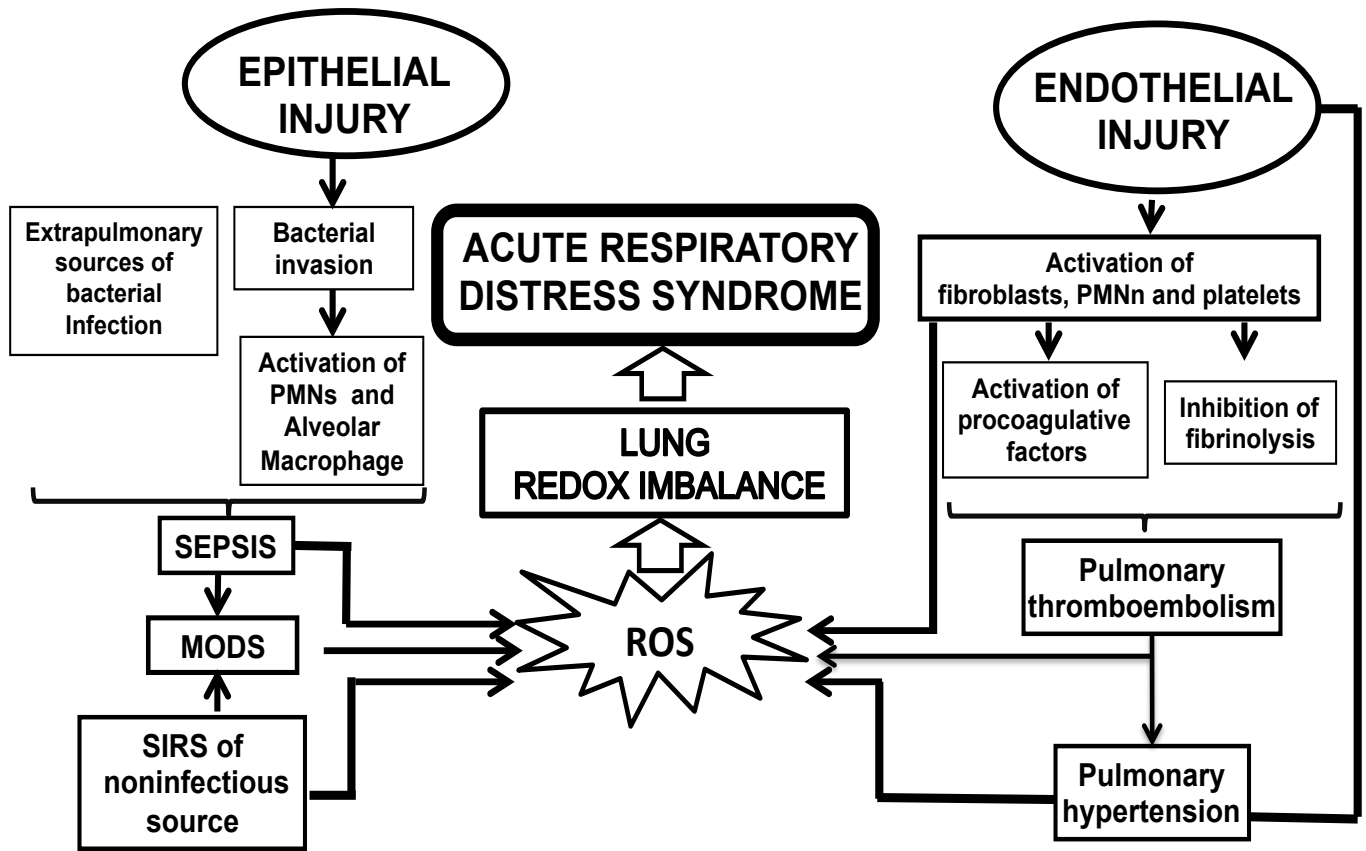 EPITHELIAL
INJURY
ENDOTHELIAL
INJURY
Extrapulmonary
sources of
bacterial
Infection
Bacterial
invasion
ACUTE RESPIRATORY
DISTRESS SYNDROME
Activation of
fibroblasts, PMNn and platelets
Activation of
PMNs and
Alveolar
Macrophage
LUNG
REDOX IMBALANCE
Activation of
procoagulative
factors
Inhibition of
fibrinolysis
SEPSIS
MODS
SIRS of
noninfectious
source
ROS
Pulmonary
thromboembolism
Pulmonary
hypertension